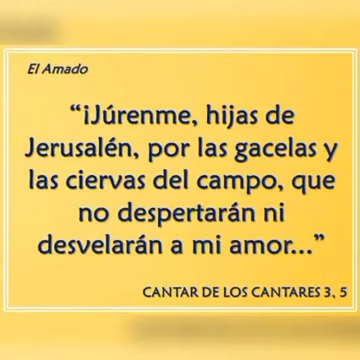 El Amado
“¡Júrenme, hijas de
Jerusalén, por las gacelas y
las ciervas del campo, que
no despertarán ni
desvelarán a mi amor...”
CANTAR DE LOS CANTARES 3, 5